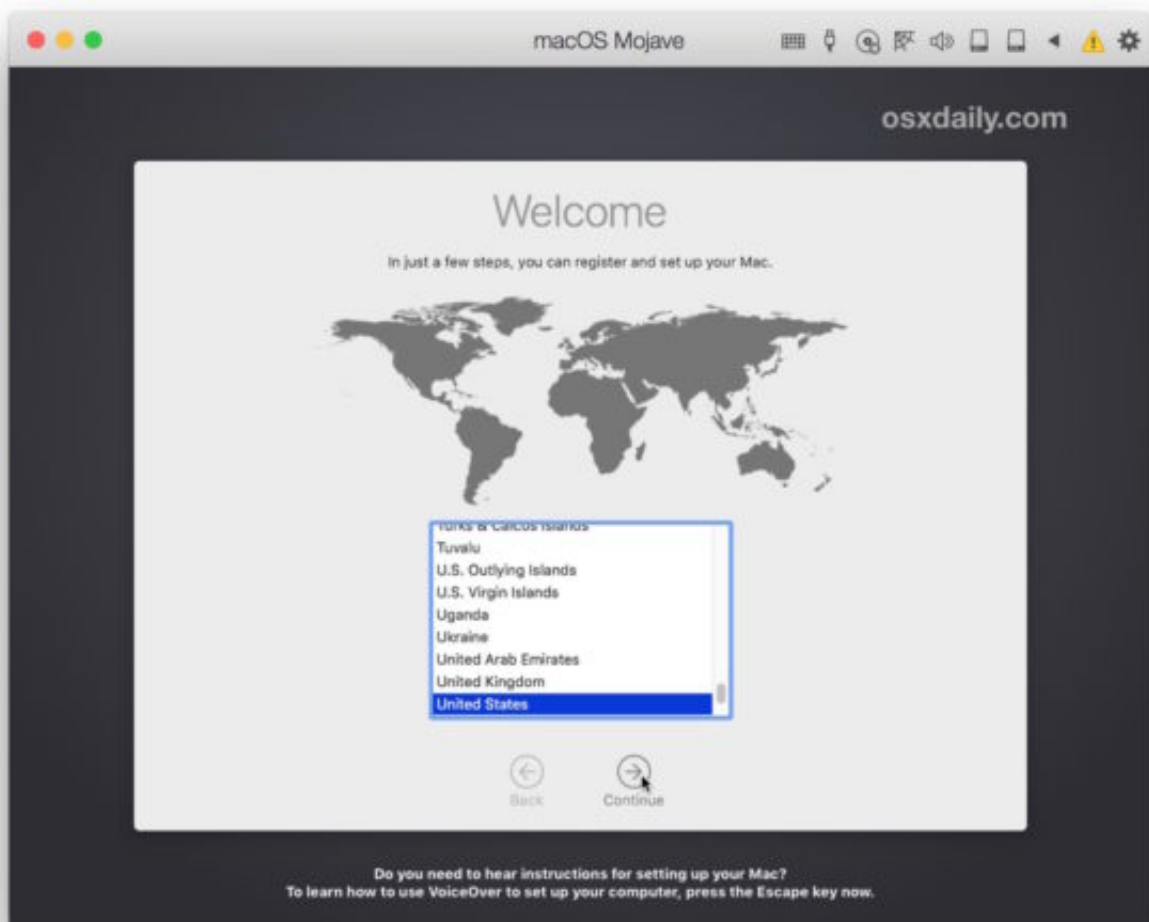 macOS Mojave
osxdaily.com
Welcome
In just a few steps, you can register and set up your Mac.
Turks & Caicos Islands
Tuvalu
U.S. Outlying Islands
U.S. Virgin Islands
Uganda
Ukraine
United Arab Emirates
United Kingdom
United States
Back
Continue
Do you need to hear instructions for setting up your Mac?
To learn how to use VoiceOver to set up your computer, press the Escape key now.